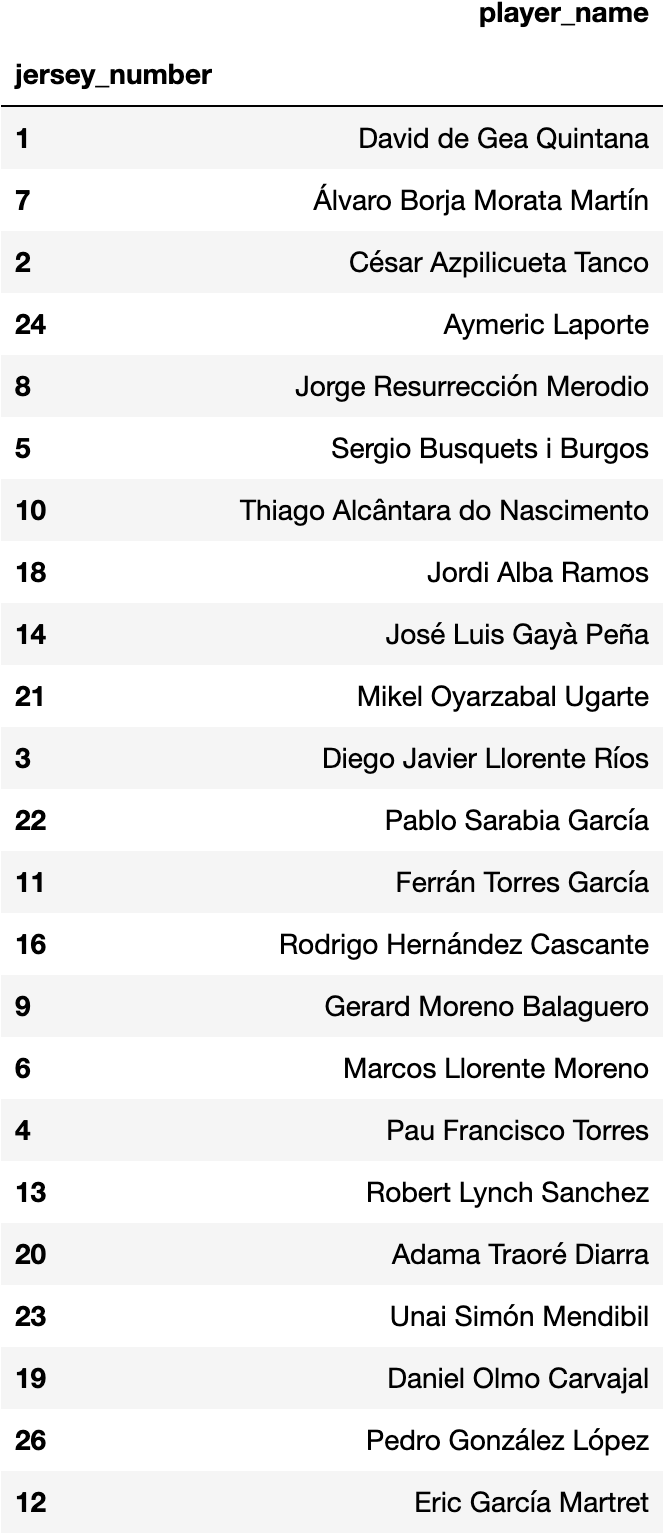 player_name
jersey_number
1 David de Gea Quintana
7 Álvaro Borja Morata Martín
2 César Azpilicueta Tanco
24 Aymeric Laporte
8 Jorge Resurrección Merodio
5 Sergio Busquets i Burgos
10 Thiago Alcântara do Nascimento
18 Jordi Alba Ramos
14 José Luis Gayà Peña
21 Mikel Oyarzabal Ugarte
3 Diego Javier Llorente Ríos
22 Pablo Sarabia García
11 Ferrán Torres García
16 Rodrigo Hernández Cascante
9 Gerard Moreno Balaguero
6 Marcos Llorente Moreno
4 Pau Francisco Torres
13 Robert Lynch Sanchez
20 Adama Traoré Diarra
23 Unai Simón Mendibil
19 Daniel Olmo Carvajal
26 Pedro González López
12 Eric García Martret